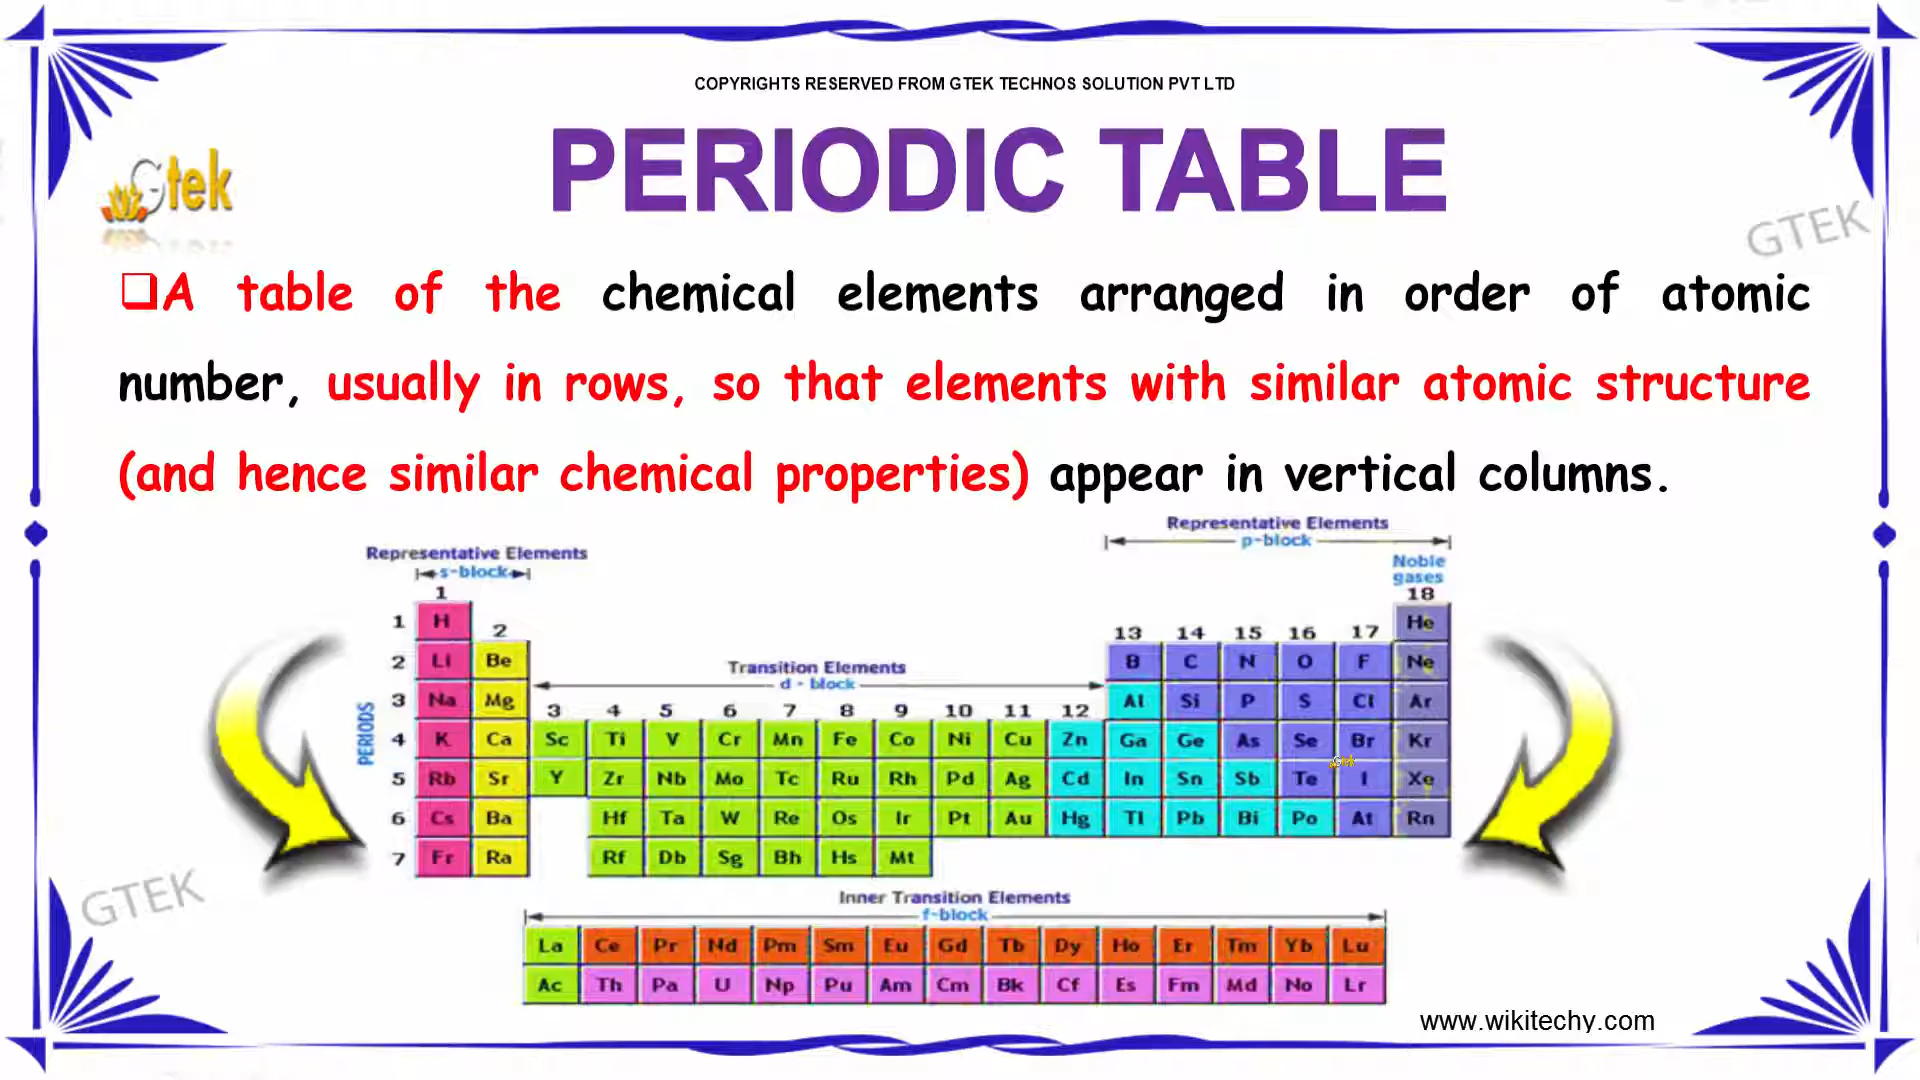 COPYRIGHTS RESERVED FROM GTEK TECHNOS SOLUTION PVT LTD
PERIODIC TABLE
Gtek
GTEK
A table of the chemical elements arranged in order of atomic
number, usually in rows, so that elements with similar atomic structure
(and hence similar chemical properties) appear in vertical columns.
Representative Elements
p-block
Representative Elements
s-block
Noble
gases
1 18
1 H He
2 13 14 15 16 17
2 Li Be B C N O F Ne
Transition Elements
d - block
3 Na Mg Al Si P S Cl Ar
3 4 5 6 7 8 9 10 11 12
PERIODS
4 K Ca Sc Ti V Cr Mn Fe Co Ni Cu Zn Ga Ge As Se Br Kr
Gtek
5 Rb Sr Y Zr Nb Mo Tc Ru Rh Pd Ag Cd In Sn Sb Te I Xe
6 Cs Ba Hf Ta W Re Os Ir Pt Au Hg Tl Pb Bi Po At Rn
7 Fr Ra Rf Db Sg Bh Hs Mt
GTEK
Inner Transition Elements
f-block
La Ce Pr Nd Pm Sm Eu Gd Tb Dy Ho Er Tm Yb Lu
Ac Th Pa U Np Pu Am Cm Bk Cf Es Fm Md No Lr
www.wikitechy.com